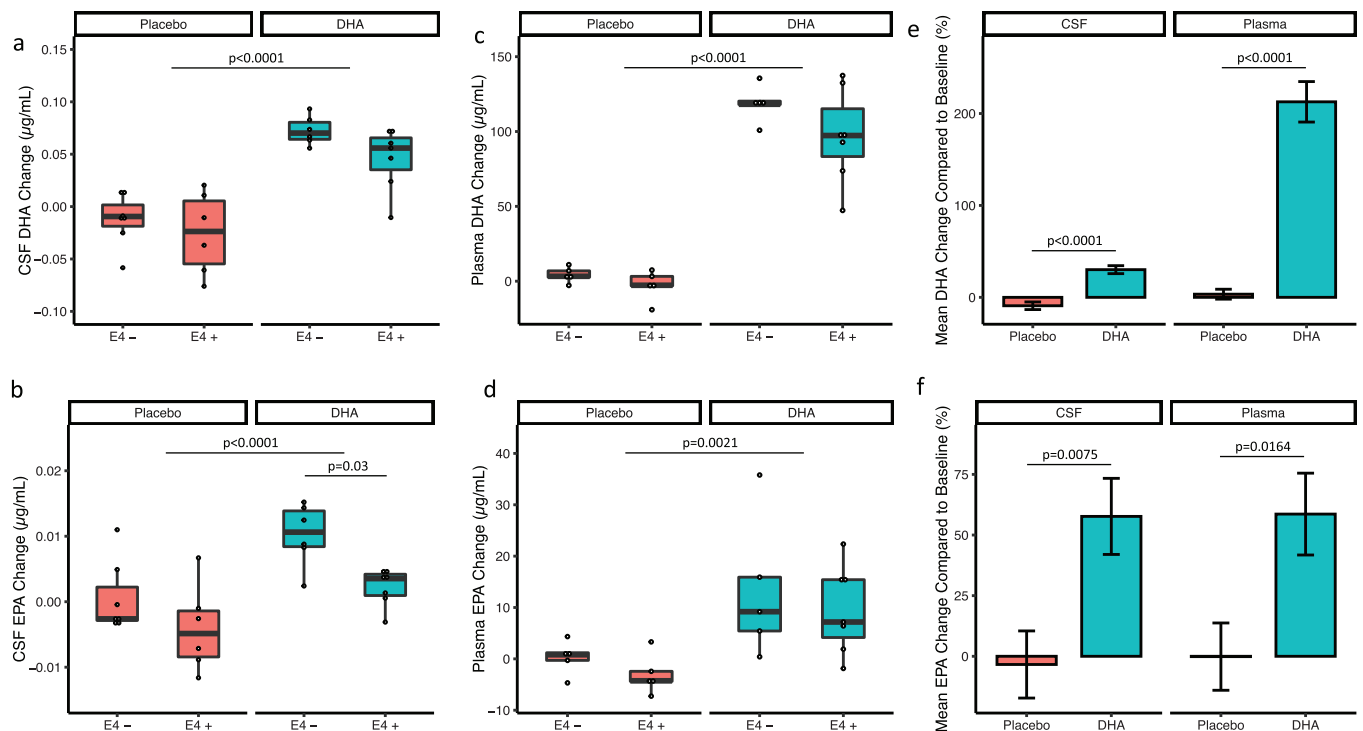 a
Placebo
DHA
CSF DHA Change (µg/mL)
0.15
0.10
0.05
0.00
−0.05
−0.10
p<0.0001
E4 −
E4 +
E4 −
E4 +
c
Placebo
DHA
Plasma DHA Change (µg/mL)
150
100
50
0
p<0.0001
E4 −
E4 +
E4 −
E4 +
e
CSF
Plasma
Mean DHA Change Compared to Baseline (%)
200
100
0
p<0.0001
p<0.0001
Placebo
DHA
Placebo
DHA
b
Placebo
DHA
CSF EPA Change (µg/mL)
0.02
0.01
0.00
−0.01
p<0.0001
p=0.03
E4 −
E4 +
E4 −
E4 +
d
Placebo
DHA
Plasma EPA Change (µg/mL)
40
30
20
10
0
−10
p=0.0021
E4 −
E4 +
E4 −
E4 +
f
CSF
Plasma
Mean EPA Change Compared to Baseline (%)
75
50
25
0
p=0.0075
p=0.0164
Placebo
DHA
Placebo
DHA